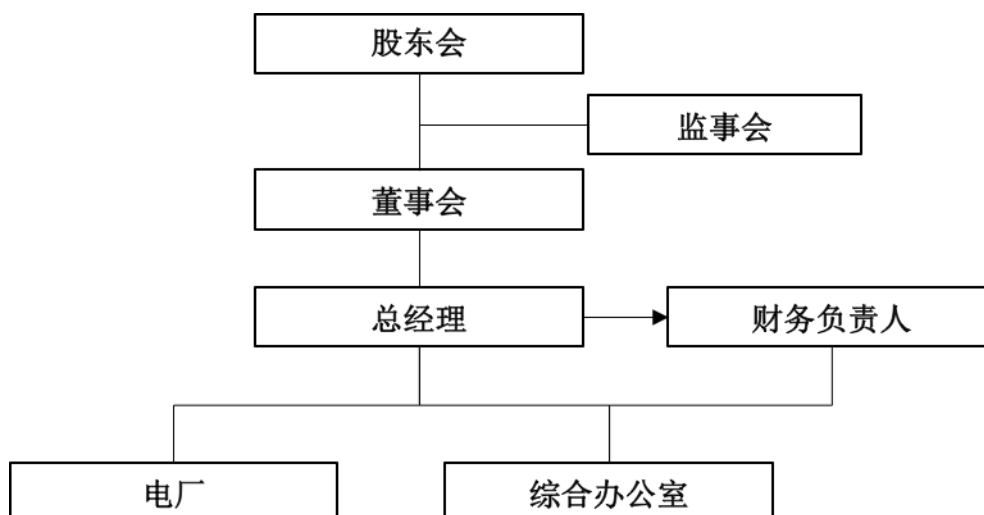 股东会
监事会
董事会
总经理
财务负责人
电厂
综合办公室